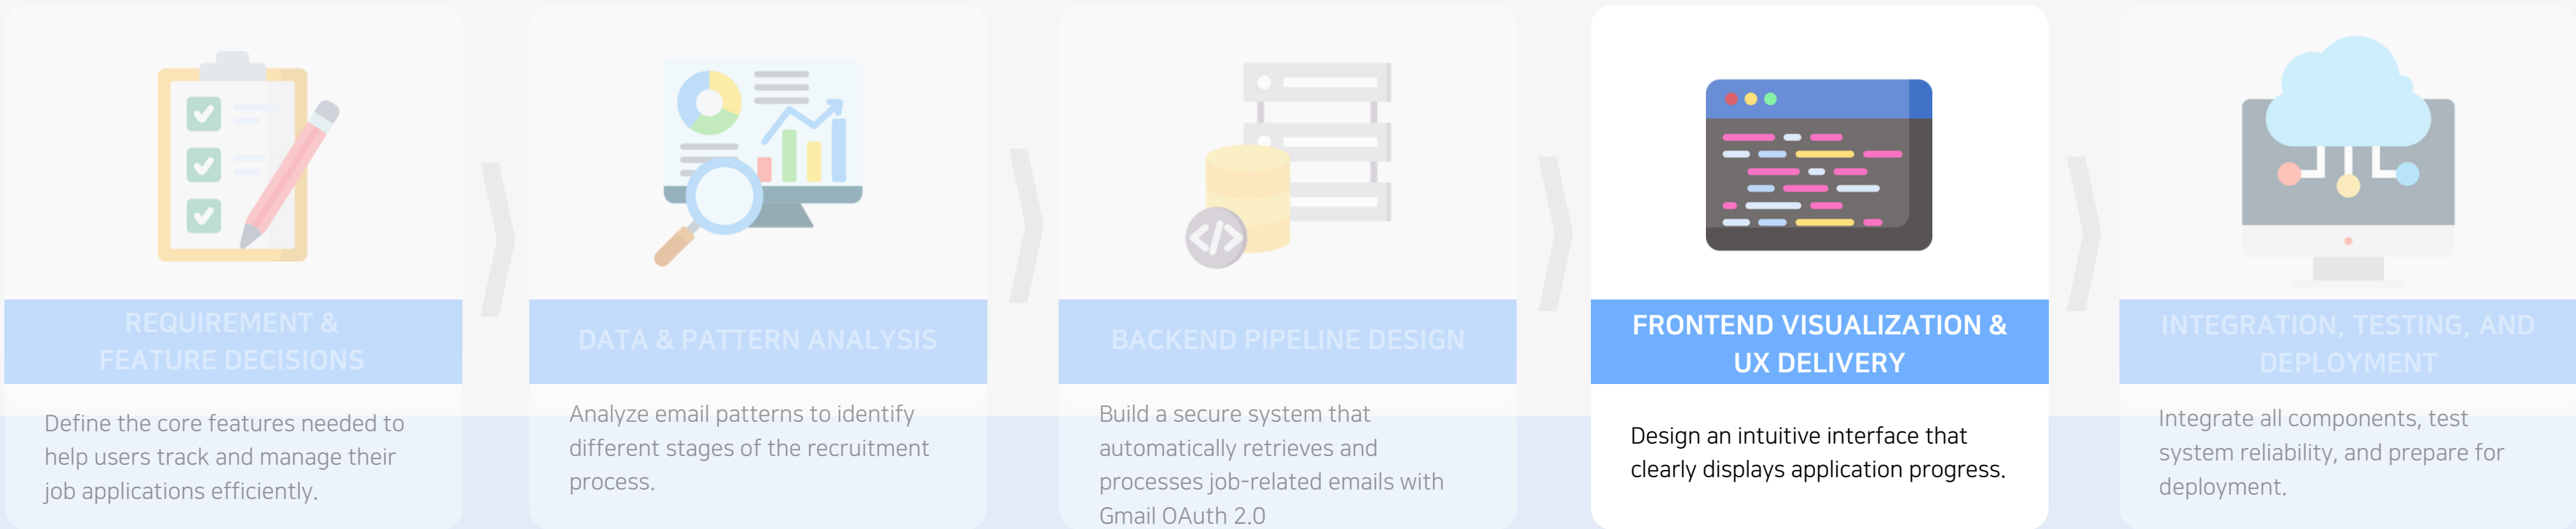 REQUIREMENT &
FEATURE DECISIONS
Define the core features needed to
help users track and manage their
job applications efficiently.
DATA & PATTERN ANALYSIS
Analyze email patterns to identify
different stages of the recruitment
process.
BACKEND PIPELINE DESIGN
Build a secure system that
automatically retrieves and
processes job-related emails with
Gmail OAuth 2.0
FRONTEND VISUALIZATION &
UX DELIVERY
Design an intuitive interface that
clearly displays application progress.
INTEGRATION, TESTING, AND
DEPLOYMENT
Integrate all components, test
system reliability, and prepare for
deployment.